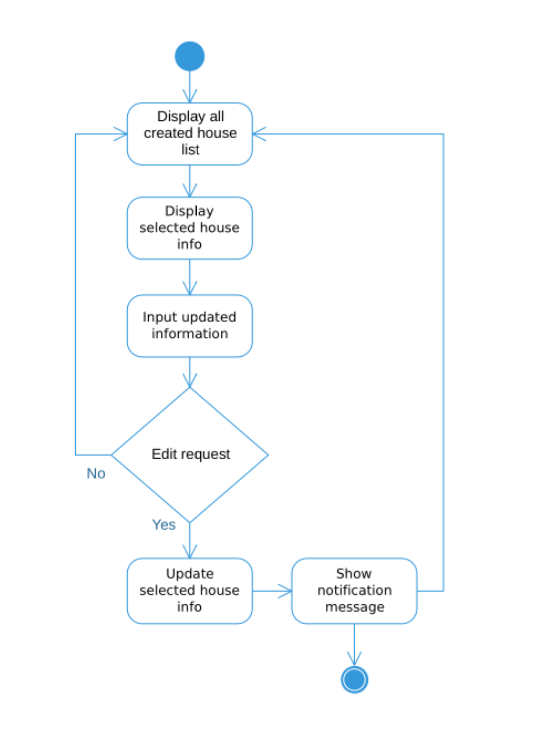 Display all
created house
list
Display
selected house
info
Input updated
information
Edit request
No
Yes
Update
selected house
info
Show
notification
message